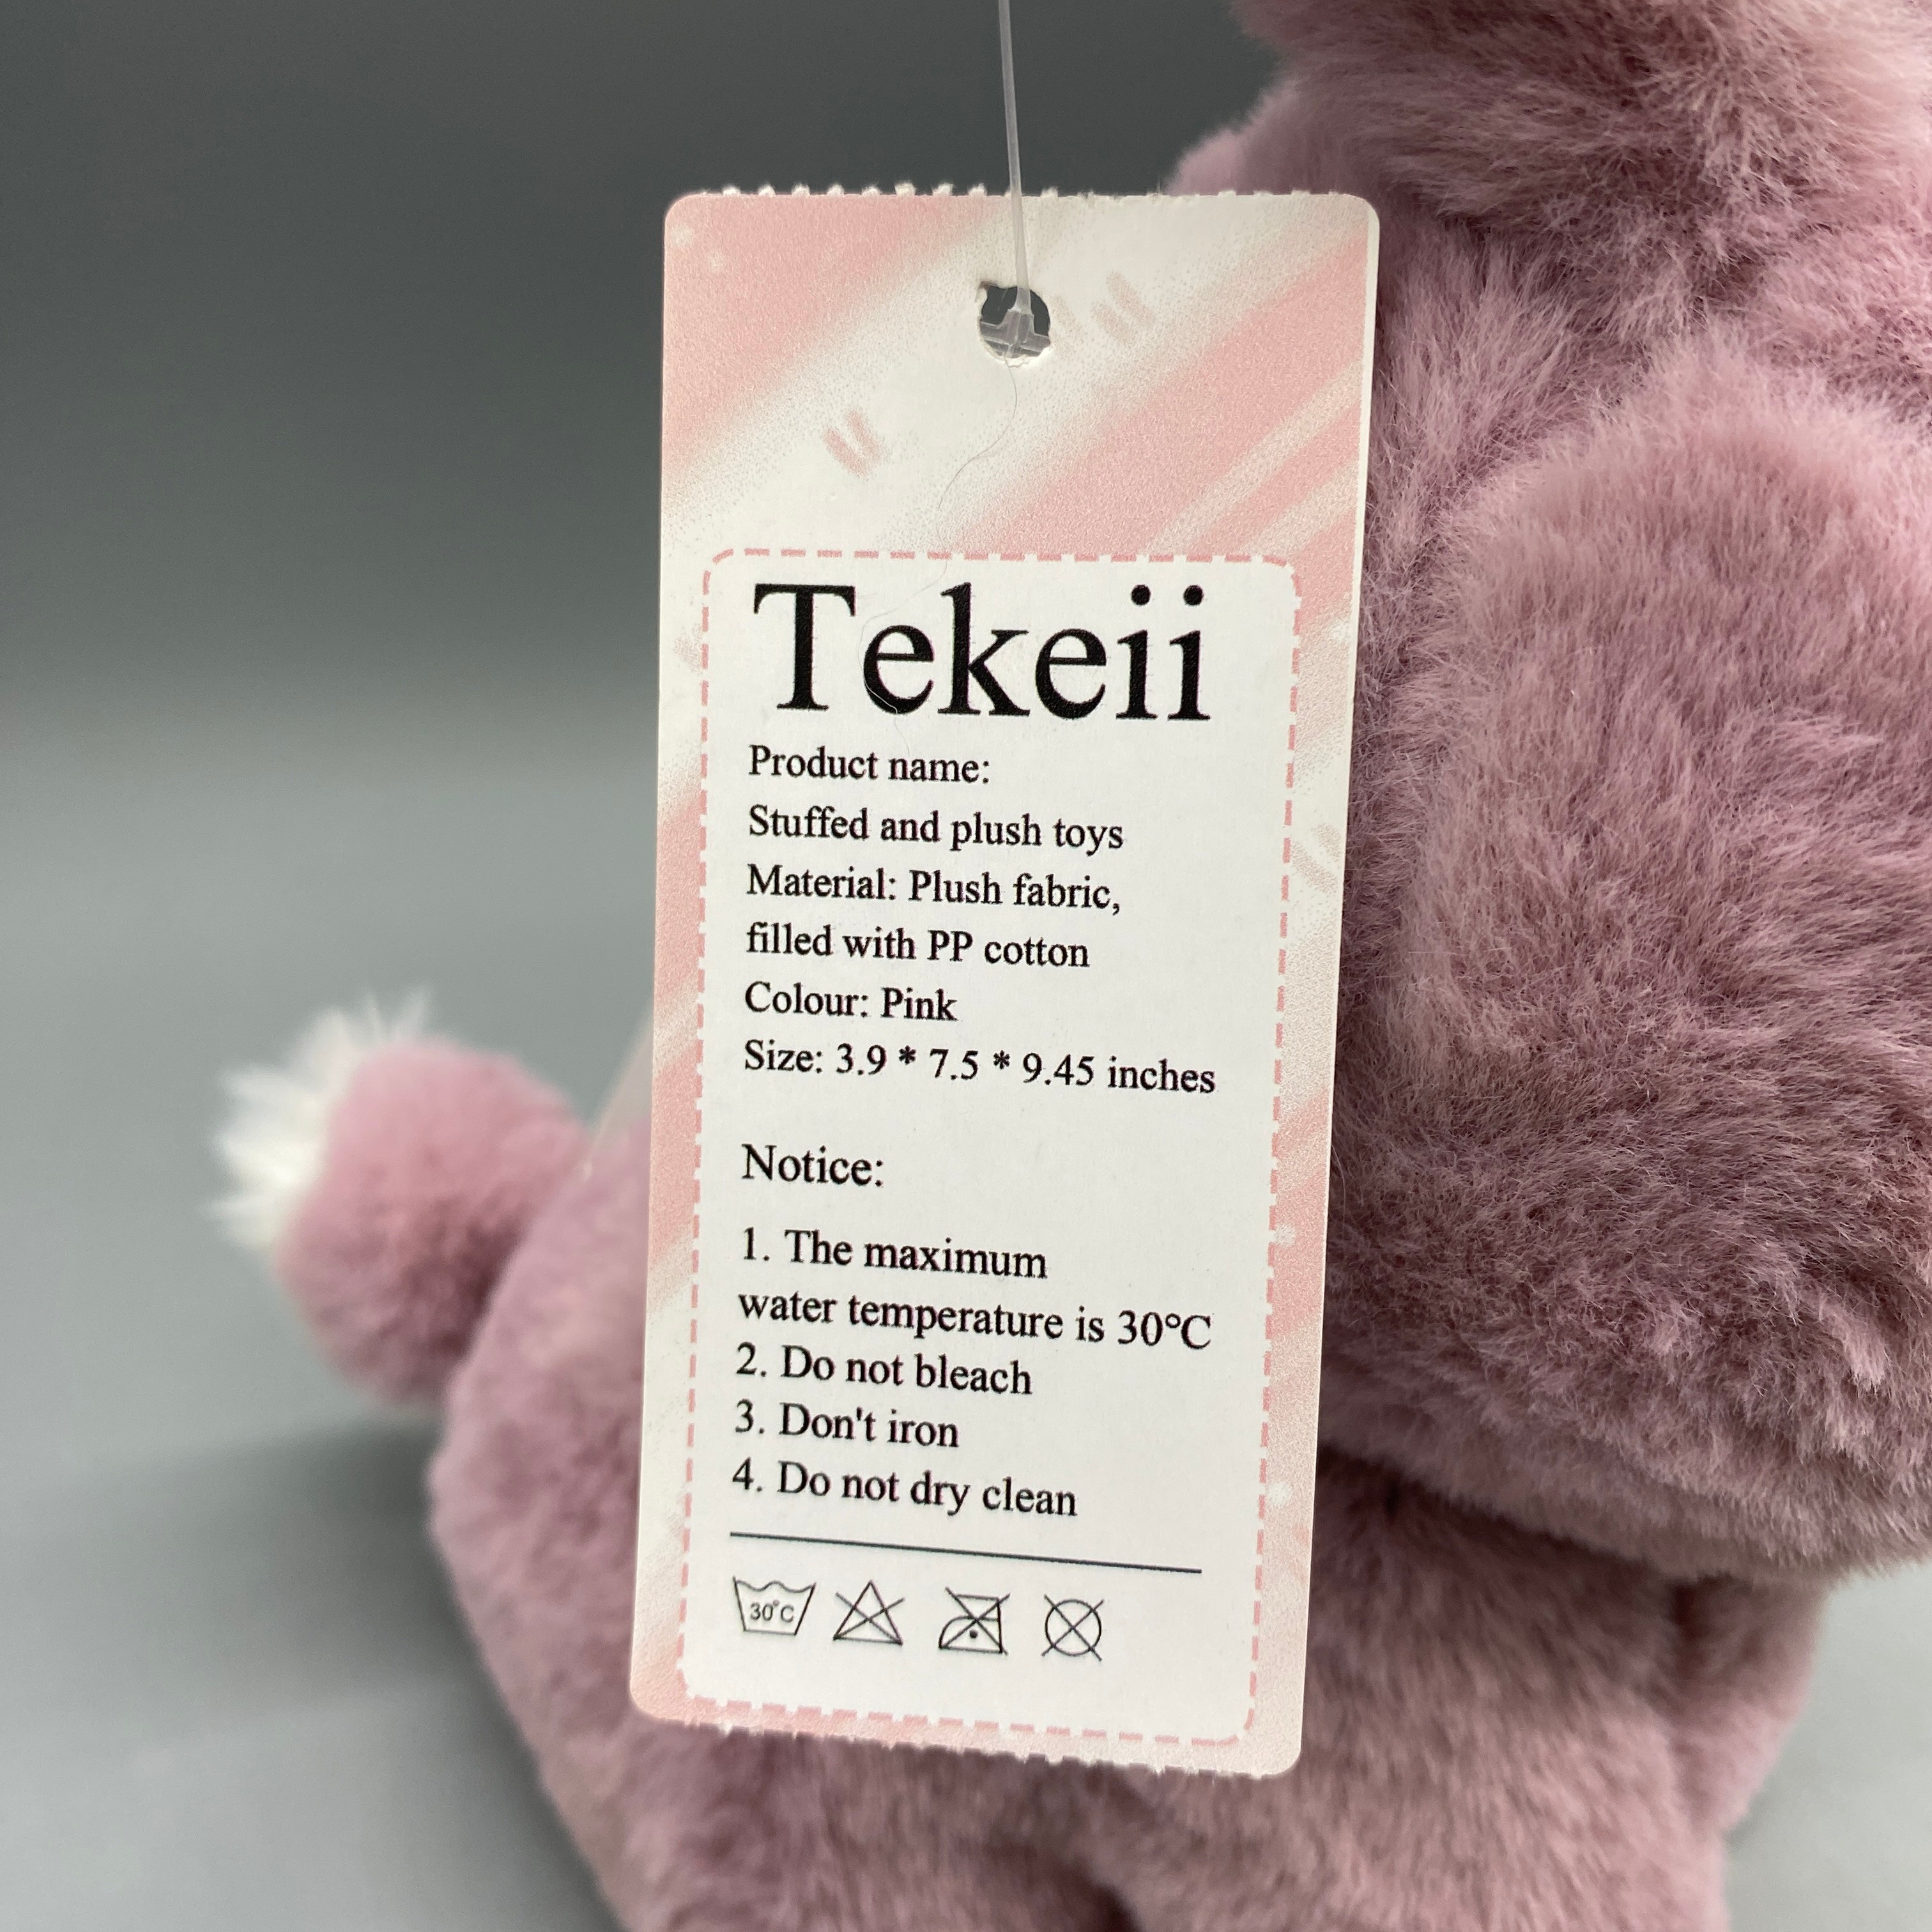 Tekeii
Product name:
Stuffed and plush toys
Material: Plush fabric,
filled with PP cotton
Colour: Pink
Size: 3.9 * 7.5 * 9.45 inches
Notice:
1. The maximum
water temperature is 30°C
2. Do not bleach
3. Don't iron
4. Do not dry clean
30°C